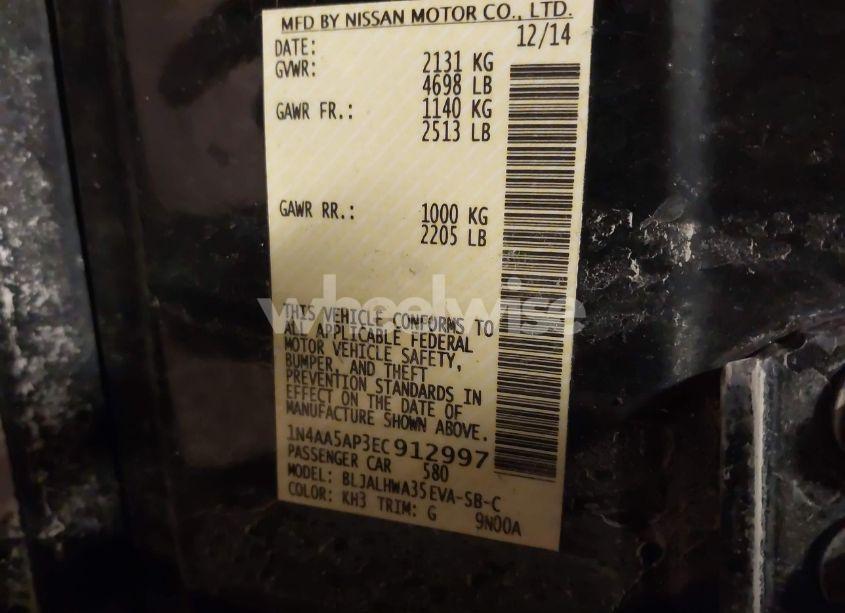 MFD BY NISSAN MOTOR CO., LTD.
DATE: 12/14
GVWR: 2131 KG
4698 LB
GAWR FR.: 1140 KG
2513 LB
GAWR RR.: 1000 KG
2205 LB
wheelwise
THIS VEHICLE CONFORMS TO
ALL APPLICABLE FEDERAL
MOTOR VEHICLE SAFETY,
BUMPER, AND THEFT
PREVENTION STANDARDS IN
EFFECT ON THE DATE OF
MANUFACTURE SHOWN ABOVE.
1N4AA5AP3EC912997
PASSENGER CAR 580
MODEL: BLJALHWA35EVA-SB-C
COLOR: KH3 TRIM: G 9N00A